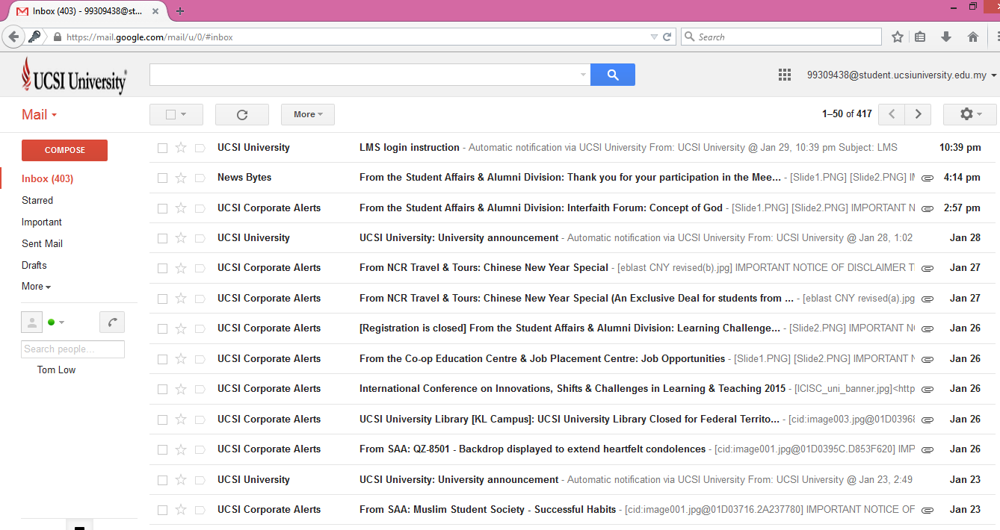 Inbox (403) - 99309438@st...
https://mail.google.com/mail/u/0/#inbox
Search
UCSI University
99309438@student.ucsiuniversity.edu.my
Mail
More
1–50 of 417
COMPOSE
Inbox (403)
Starred
Important
Sent Mail
Drafts
More
Search people...
Tom Low
UCSI University LMS login instruction - Automatic notification via UCSI University From: UCSI University @ Jan 29, 10:39 pm Subject: LMS 10:39 pm
News Bytes From the Student Affairs & Alumni Division: Thank you for your participation in the Mee... - [Slide1.PNG] [Slide2.PNG] 4:14 pm
UCSI Corporate Alerts From the Student Affairs & Alumni Division: Interfaith Forum: Concept of God - [Slide1.PNG] [Slide2.PNG] IMPORTANT N 2:57 pm
UCSI University UCSI University: University announcement - Automatic notification via UCSI University From: UCSI University @ Jan 28, 1:02 Jan 28
UCSI Corporate Alerts From NCR Travel & Tours: Chinese New Year Special - [eblast CNY revised(b).jpg] IMPORTANT NOTICE OF DISCLAIMER T Jan 27
UCSI Corporate Alerts From NCR Travel & Tours: Chinese New Year Special (An Exclusive Deal for students from ... - [eblast CNY revised(a).jpg Jan 27
UCSI Corporate Alerts [Registration is closed] From the Student Affairs & Alumni Division: Learning Challenge... - [Slide2.PNG] IMPORTANT Jan 26
UCSI Corporate Alerts From the Co-op Education Centre & Job Placement Centre: Job Opportunities - [Slide1.PNG] [Slide2.PNG] IMPORTANT Jan 26
UCSI Corporate Alerts International Conference on Innovations, Shifts & Challenges in Learning & Teaching 2015 - [ICISC_uni_banner.jpg]<http Jan 26
UCSI Corporate Alerts UCSI University Library [KL Campus]: UCSI University Library Closed for Federal Territo... - [cid:image003.jpg@01D03968 Jan 26
UCSI Corporate Alerts From SAA: QZ-8501 - Backdrop displayed to extend heartfelt condolences - [cid:image001.jpg@01D0395C.D853F620] IMP Jan 26
UCSI University UCSI University: University announcement - Automatic notification via UCSI University From: UCSI University @ Jan 23, 2:49 Jan 23
UCSI Corporate Alerts From SAA: Muslim Student Society - Successful Habits - [cid:image001.jpg@01D03716.2A237780] IMPORTANT NOTICE OF Jan 23